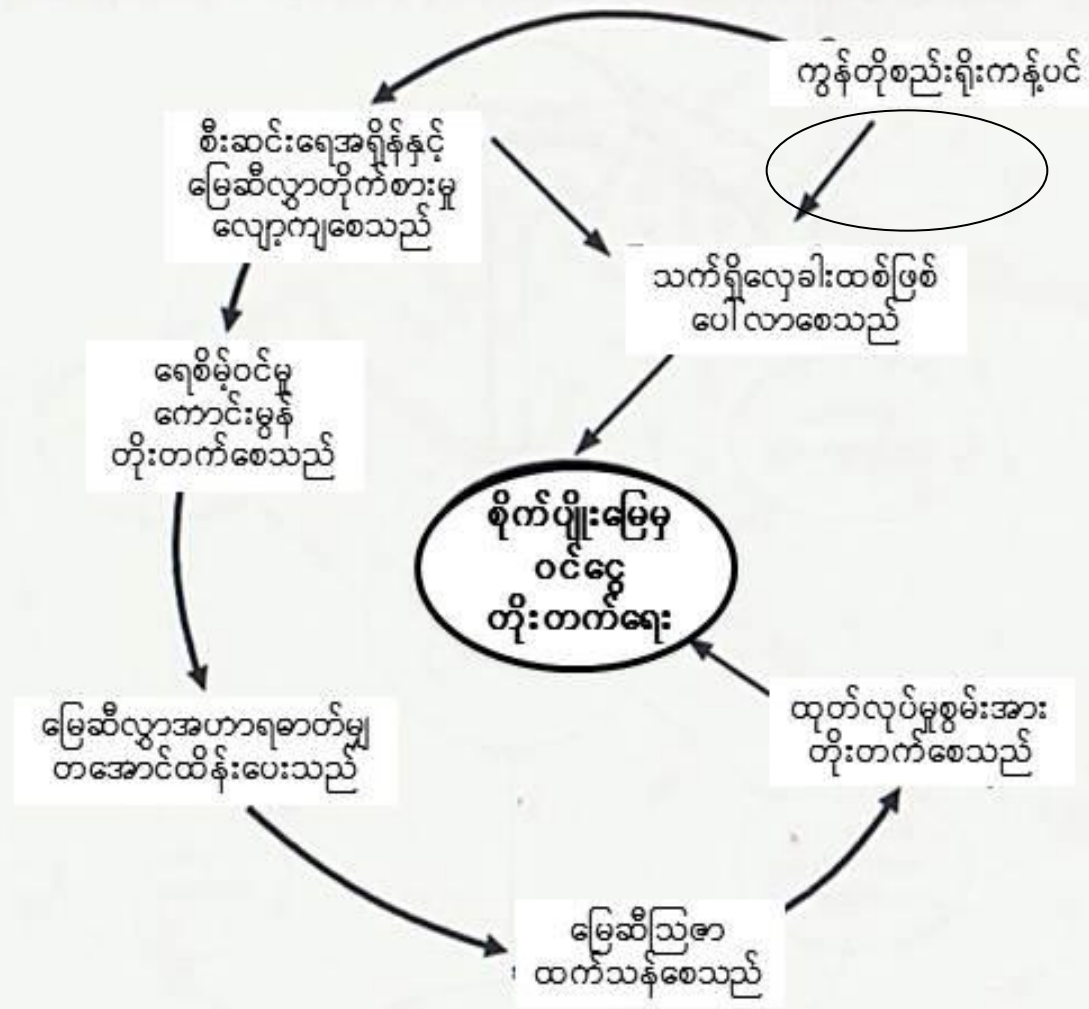 ကွန်တိုစည်းရိုးကန့်ပင်
စီးဆင်းရေအရှိန်နှင့်
မြေဆီလွှာတိုက်စားမှု
လျော့ကျစေသည်
သက်ရှိလှေခါးထစ်ဖြစ်
ပေါ်လာစေသည်
ရေစိမ့်ဝင်မှု
ကောင်းမွန်
တိုးတက်စေသည်
စိုက်ပျိုးမြေမှ
ဝင်ငွေ
တိုးတက်ရေး
မြေဆီလွှာအဟာရဓာတ်မျှ
တအောင်ထိန်းပေးသည်
ထုတ်လုပ်မှုစွမ်းအား
တိုးတက်စေသည်
မြေဆီဩဇာ
ထက်သန်စေသည်